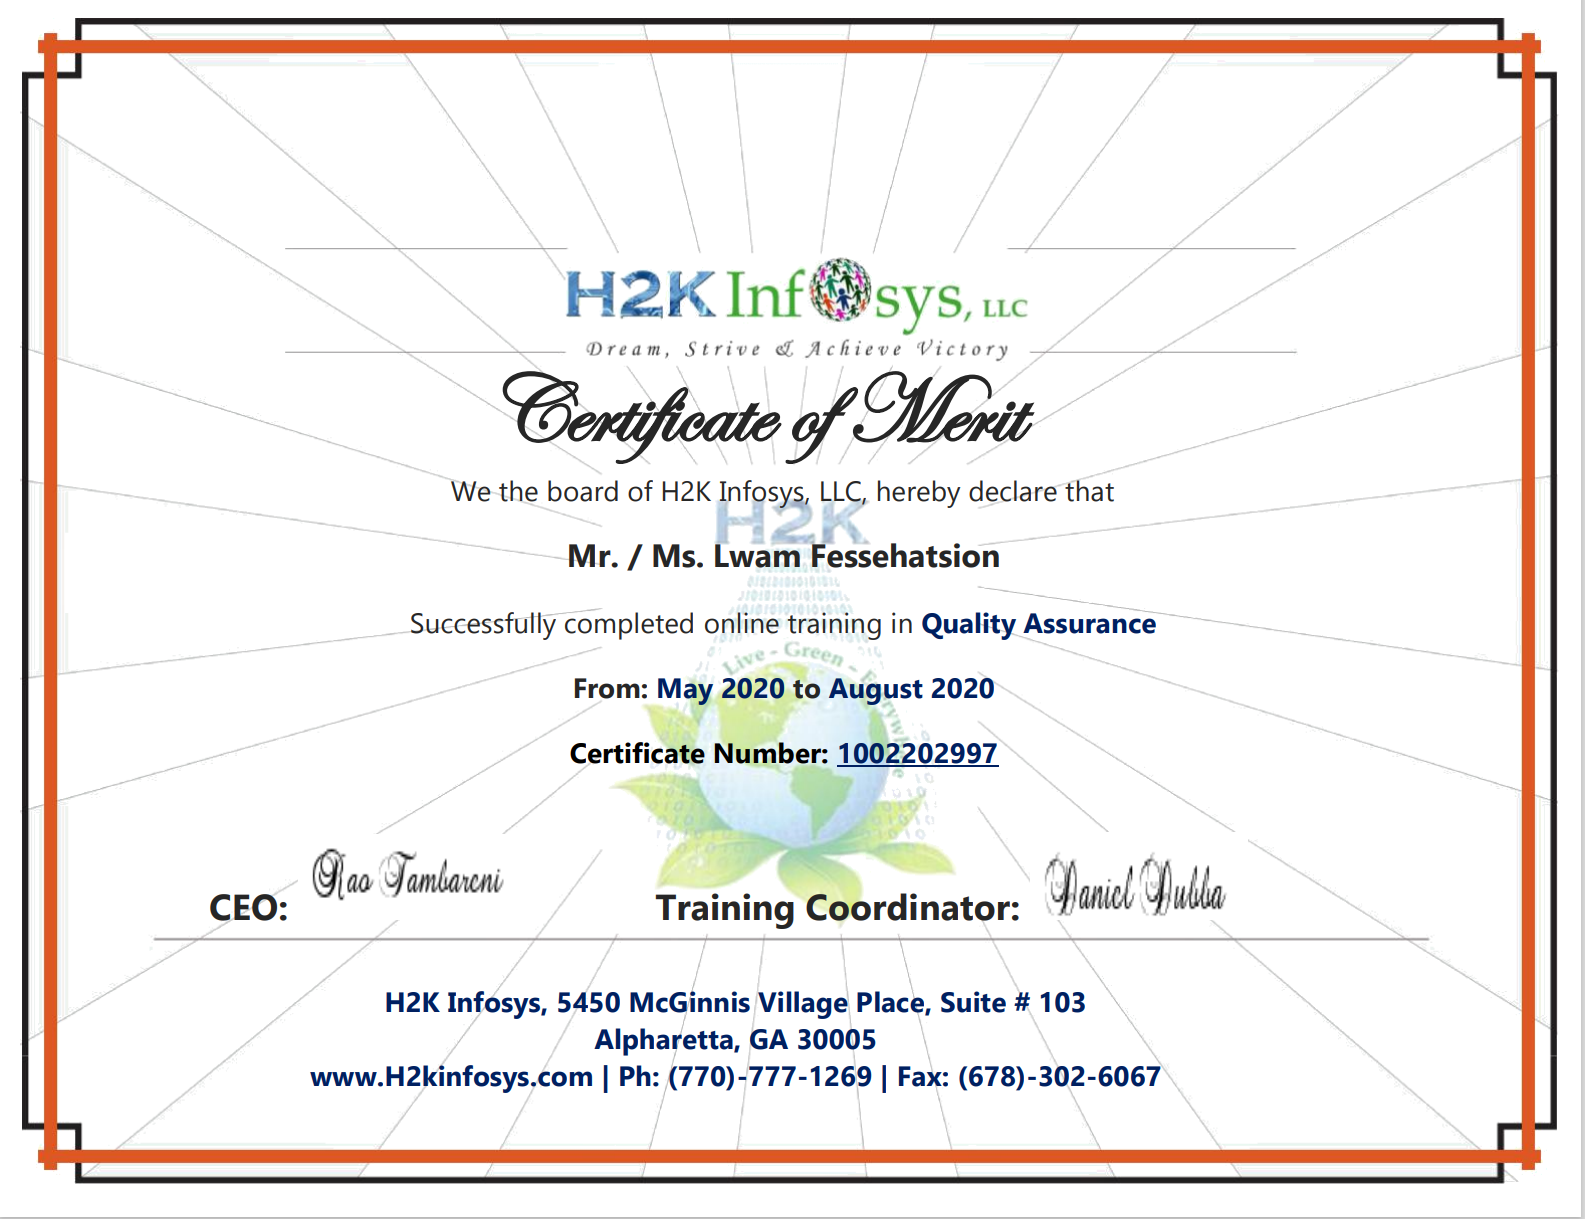 H2K Infosys, LLC
Dream, Strive & Achieve Victory
Certificate of Merit
We the board of H2K Infosys, LLC, hereby declare that
H2K
Mr. / Ms. Lwam Fessehatsion
Successfully completed online training in Quality Assurance
Live - Green -
From: May 2020 to August 2020
Certificate Number: 1002202997
CEO: Rao Tambareni Training Coordinator: Daniel Dubba
H2K Infosys, 5450 McGinnis Village Place, Suite # 103
Alpharetta, GA 30005
www.H2kinfosys.com | Ph: (770)-777-1269 | Fax: (678)-302-6067